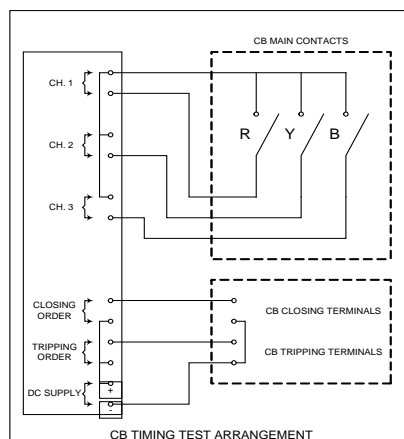 CB MAIN CONTACTS
CH. 1
R Y B
CH. 2
CH. 3
CLOSING
ORDER
CB CLOSING TERMINALS
TRIPPING
ORDER
CB TRIPPING TERMINALS
DC SUPPLY
+
-
CB TIMING TEST ARRANGEMENT